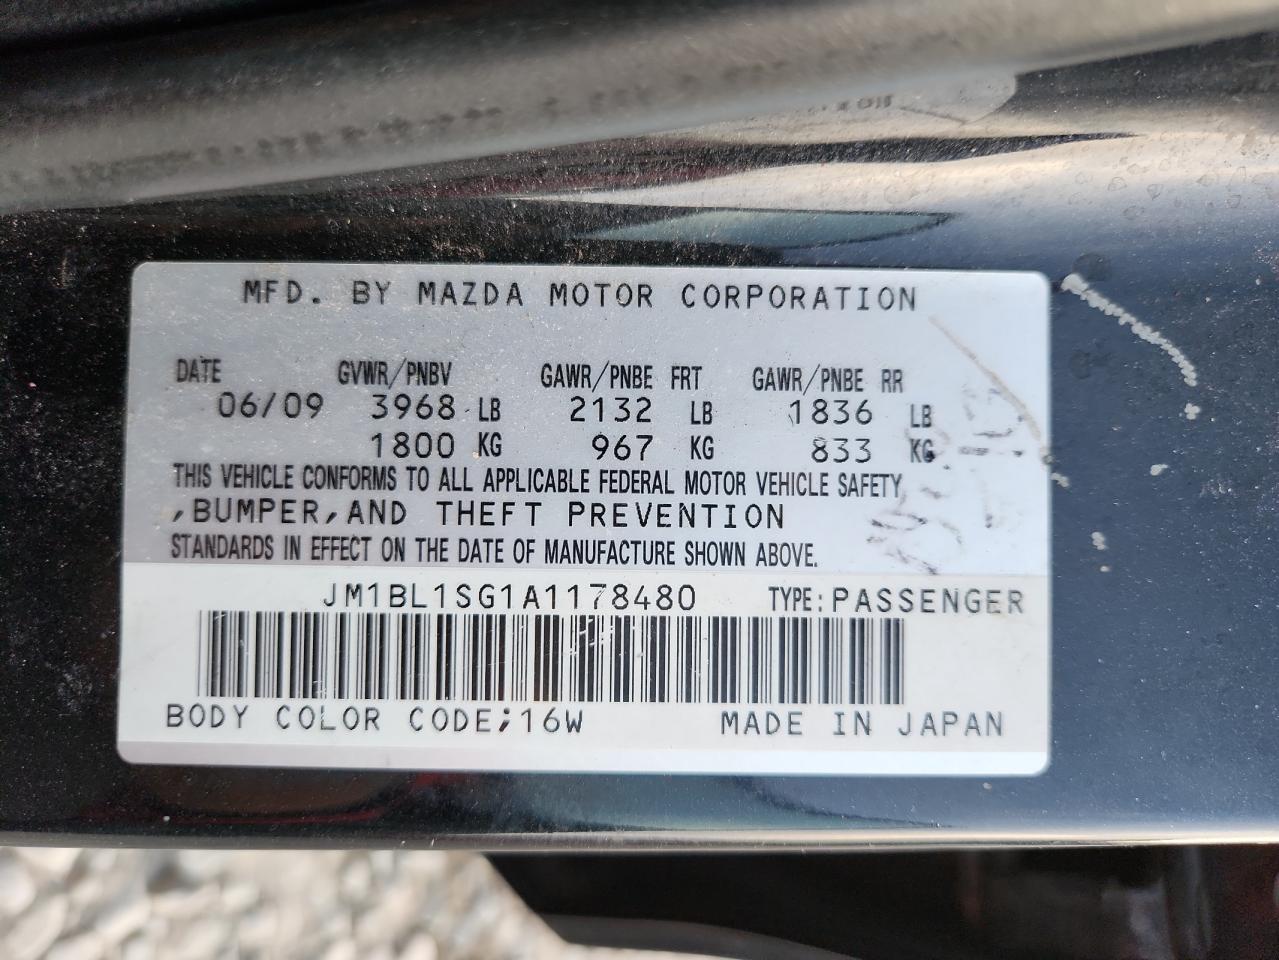 MFD. BY MAZDA MOTOR CORPORATION
DATE GVWR/PNBV GAWR/PNBE FRT GAWR/PNBE RR
06/09 3968 LB 2132 LB 1836 LB
1800 KG 967 KG 833 KG
THIS VEHICLE CONFORMS TO ALL APPLICABLE FEDERAL MOTOR VEHICLE SAFETY
,BUMPER,AND THEFT PREVENTION
STANDARDS IN EFFECT ON THE DATE OF MANUFACTURE SHOWN ABOVE.
JM1BL1SG1A1178480 TYPE:PASSENGER
BODY COLOR CODE;16W MADE IN JAPAN